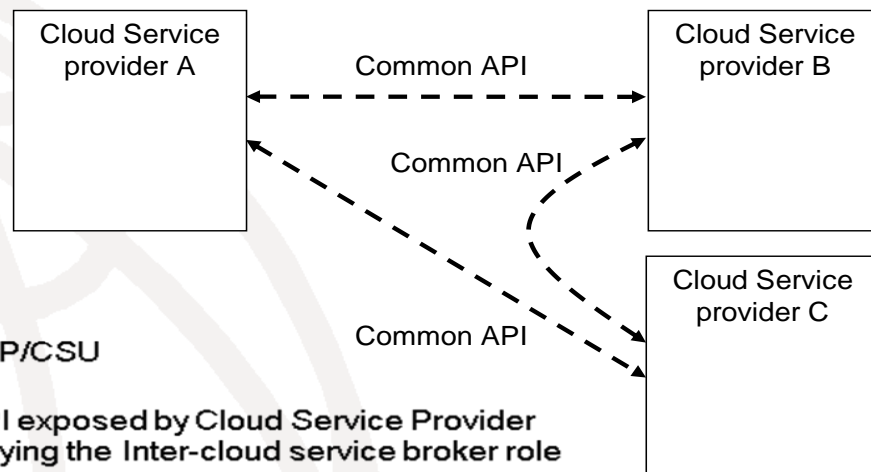 Cloud Service
provider A
Common API
Cloud Service
provider B
Common API
Cloud Service
provider C
Common API
P/CSU
I exposed by Cloud Service Provider
ying the Inter-cloud service broker role